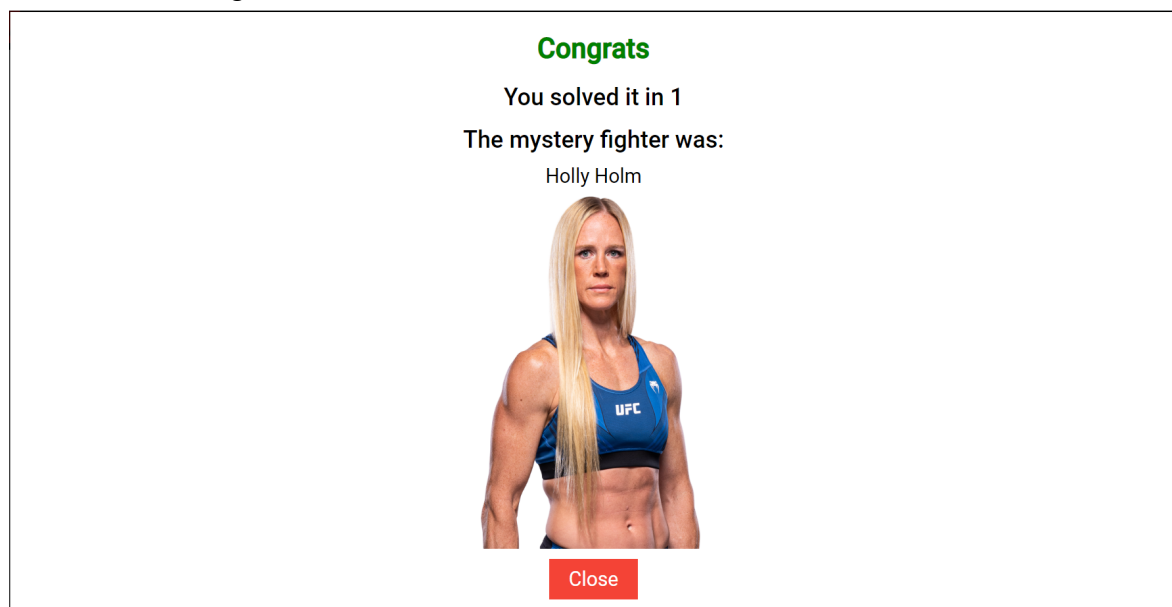 Congrats
You solved it in 1
The mystery fighter was:
Holly Holm
UFC
Close